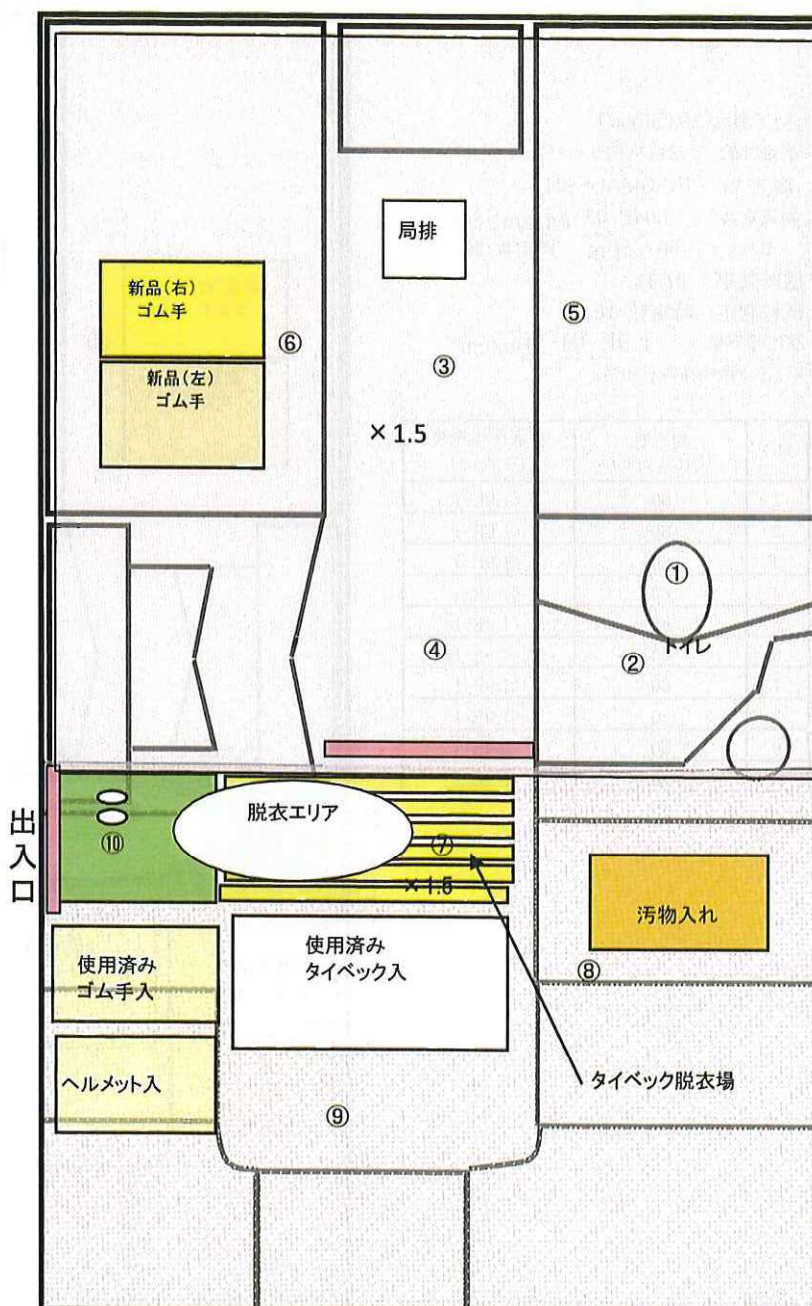 局排
新品(右)
ゴム手
⑥
⑤
③
新品(左)
ゴム手
×1.5
①
④
②
トイレ
出入口
脱衣エリア
⑩
⑦
×1.5
汚物入れ
使用済み
タイベック入
使用済み
ゴム手入
⑧
ヘルメット入
タイベック脱衣場
⑨